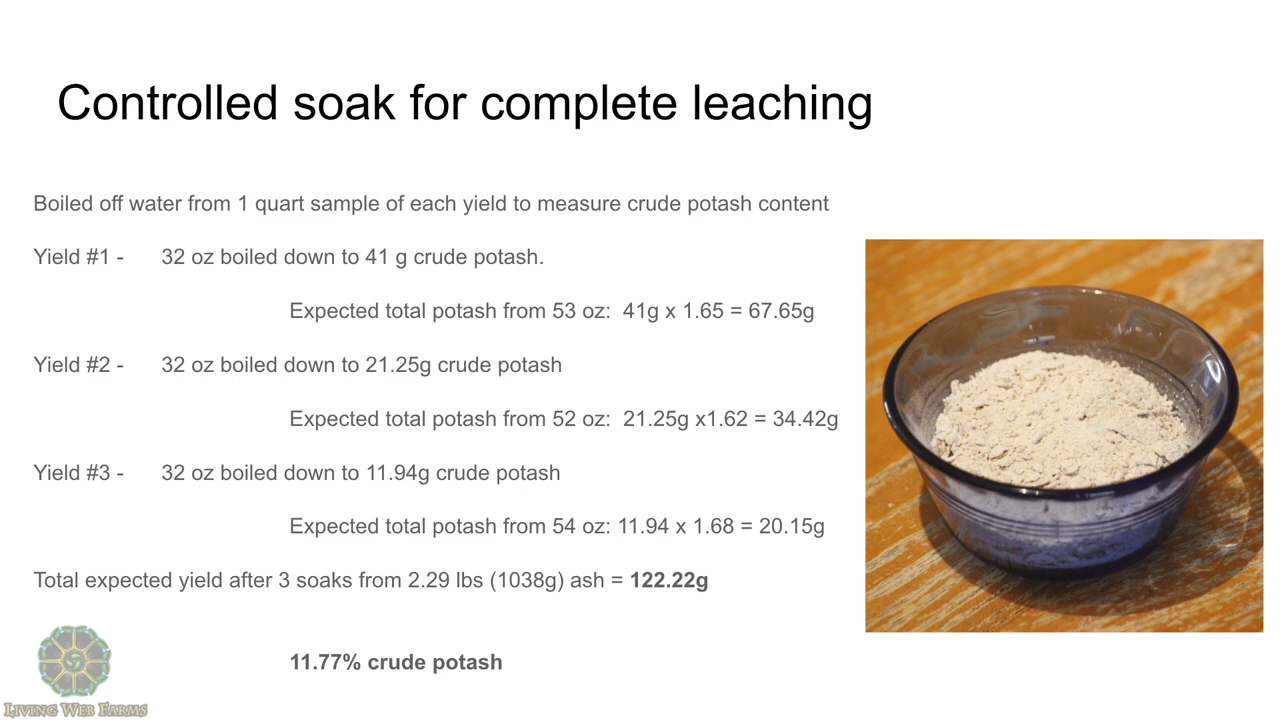 Controlled soak for complete leaching
Boiled off water from 1 quart sample of each yield to measure crude potash content
Yield #1 - 32 oz boiled down to 41 g crude potash.
Expected total potash from 53 oz: 41g x 1.65 = 67.65g
Yield #2 - 32 oz boiled down to 21.25g crude potash
Expected total potash from 52 oz: 21.25g x1.62 = 34.42g
Yield #3 - 32 oz boiled down to 11.94g crude potash
Expected total potash from 54 oz: 11.94 x 1.68 = 20.15g
Total expected yield after 3 soaks from 2.29 lbs (1038g) ash = 122.22g
11.77% crude potash
LIVING WEB FARMS